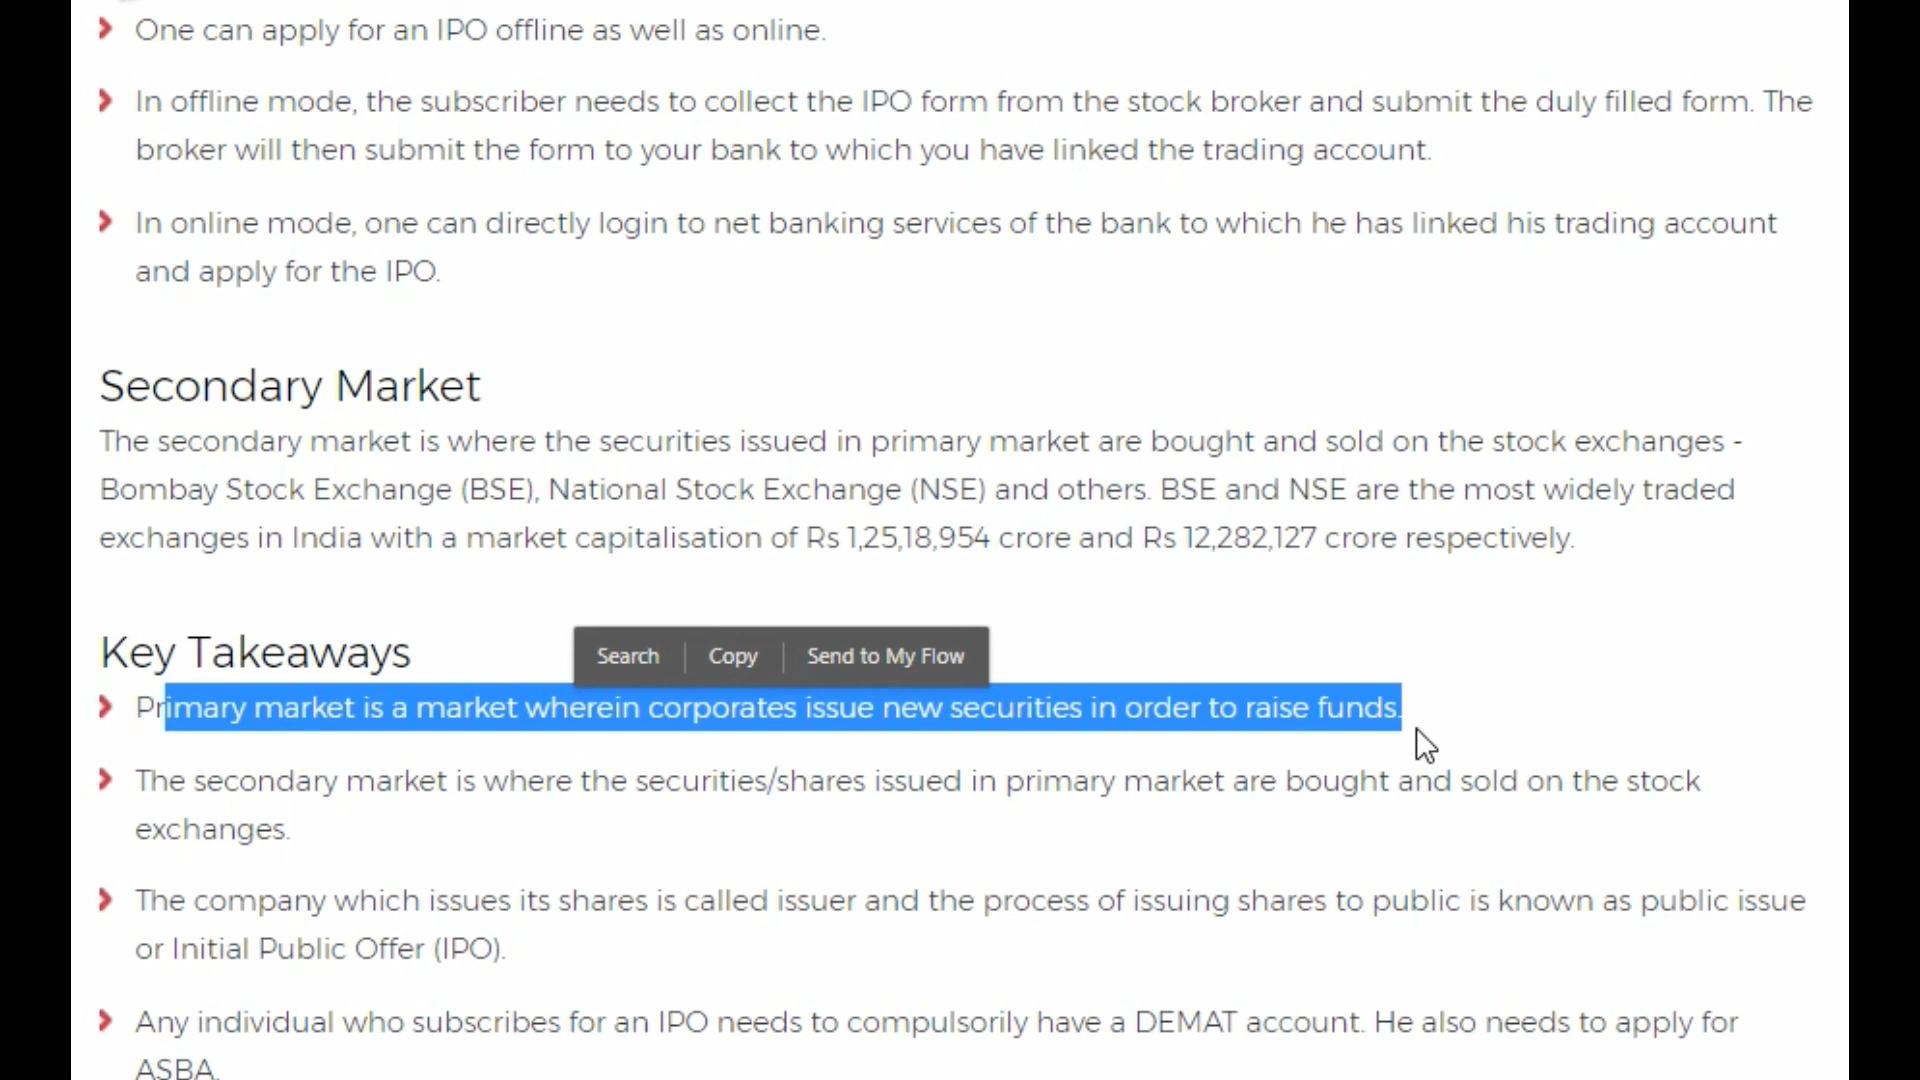 One can apply for an IPO offline as well as online.
In offline mode, the subscriber needs to collect the IPO form from the stock broker and submit the duly filled form. The
broker will then submit the form to your bank to which you have linked the trading account.
In online mode, one can directly login to net banking services of the bank to which he has linked his trading account
and apply for the IPO.
Secondary Market
The secondary market is where the securities issued in primary market are bought and sold on the stock exchanges -
Bombay Stock Exchange (BSE), National Stock Exchange (NSE) and others. BSE and NSE are the most widely traded
exchanges in India with a market capitalisation of Rs 1,25,18,954 crore and Rs 12,282,127 crore respectively.
Key Takeaways
Search Copy Send to My Flow
Primary market is a market wherein corporates issue new securities in order to raise funds.
The secondary market is where the securities/shares issued in primary market are bought and sold on the stock
exchanges.
The company which issues its shares is called issuer and the process of issuing shares to public is known as public issue
or Initial Public Offer (IPO).
Any individual who subscribes for an IPO needs to compulsorily have a DEMAT account. He also needs to apply for
ASBA.